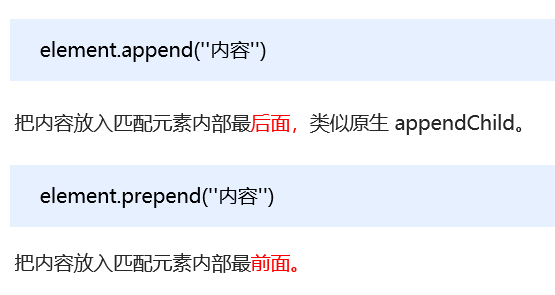 element.append(''内容'')
把内容放入匹配元素内部最后面，类似原生 appendChild。
element.prepend(''内容'')
把内容放入匹配元素内部最前面。